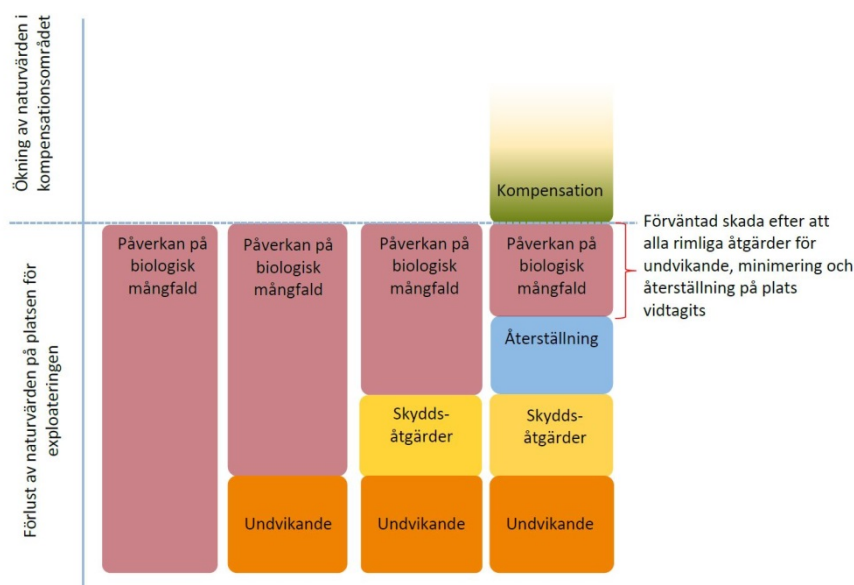 Ökning av naturvärden i
kompensationsområdet
Förlust av naturvärden på platsen för
exploateringen
Påverkan på
biologisk
mångfald
Påverkan på
biologisk
mångfald
Undvikande
Påverkan på
biologisk
mångfald
Skydds-
åtgärder
Undvikande
Kompensation
Påverkan på
biologisk
mångfald
Återställning
Skydds-
åtgärder
Undvikande
Förväntad skada efter att
alla rimliga åtgärder för
undvikande, minimering och
återställning på plats
vidtagits